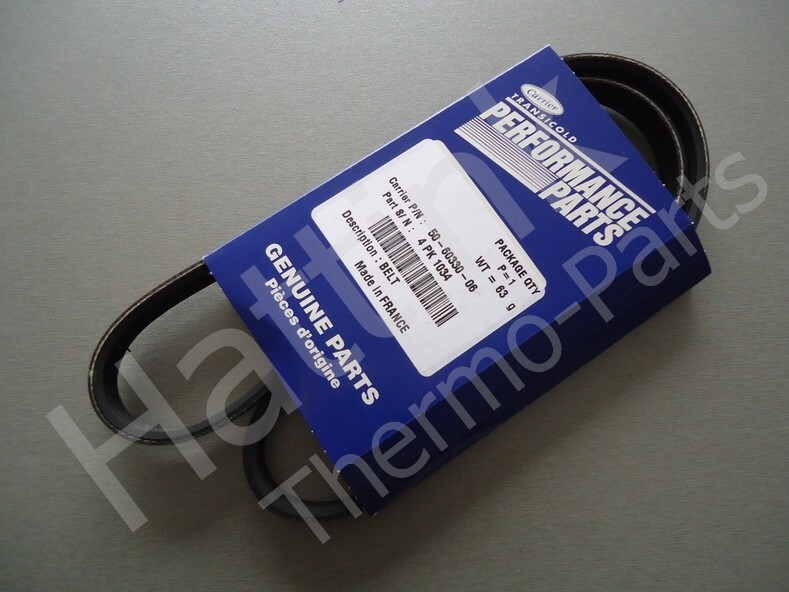 Carrier
TRANSICOLD
PERFORMANCE
PARTS
Carrier P/N : 50-60330-06
Part S/N : 4 PK 1034
Description : BELT
Made in FRANCE
PACKAGE QTY
P=1
WT = 63 g
GENUINE PARTS
Pièces d'origine
Hattink
Thermo-Parts